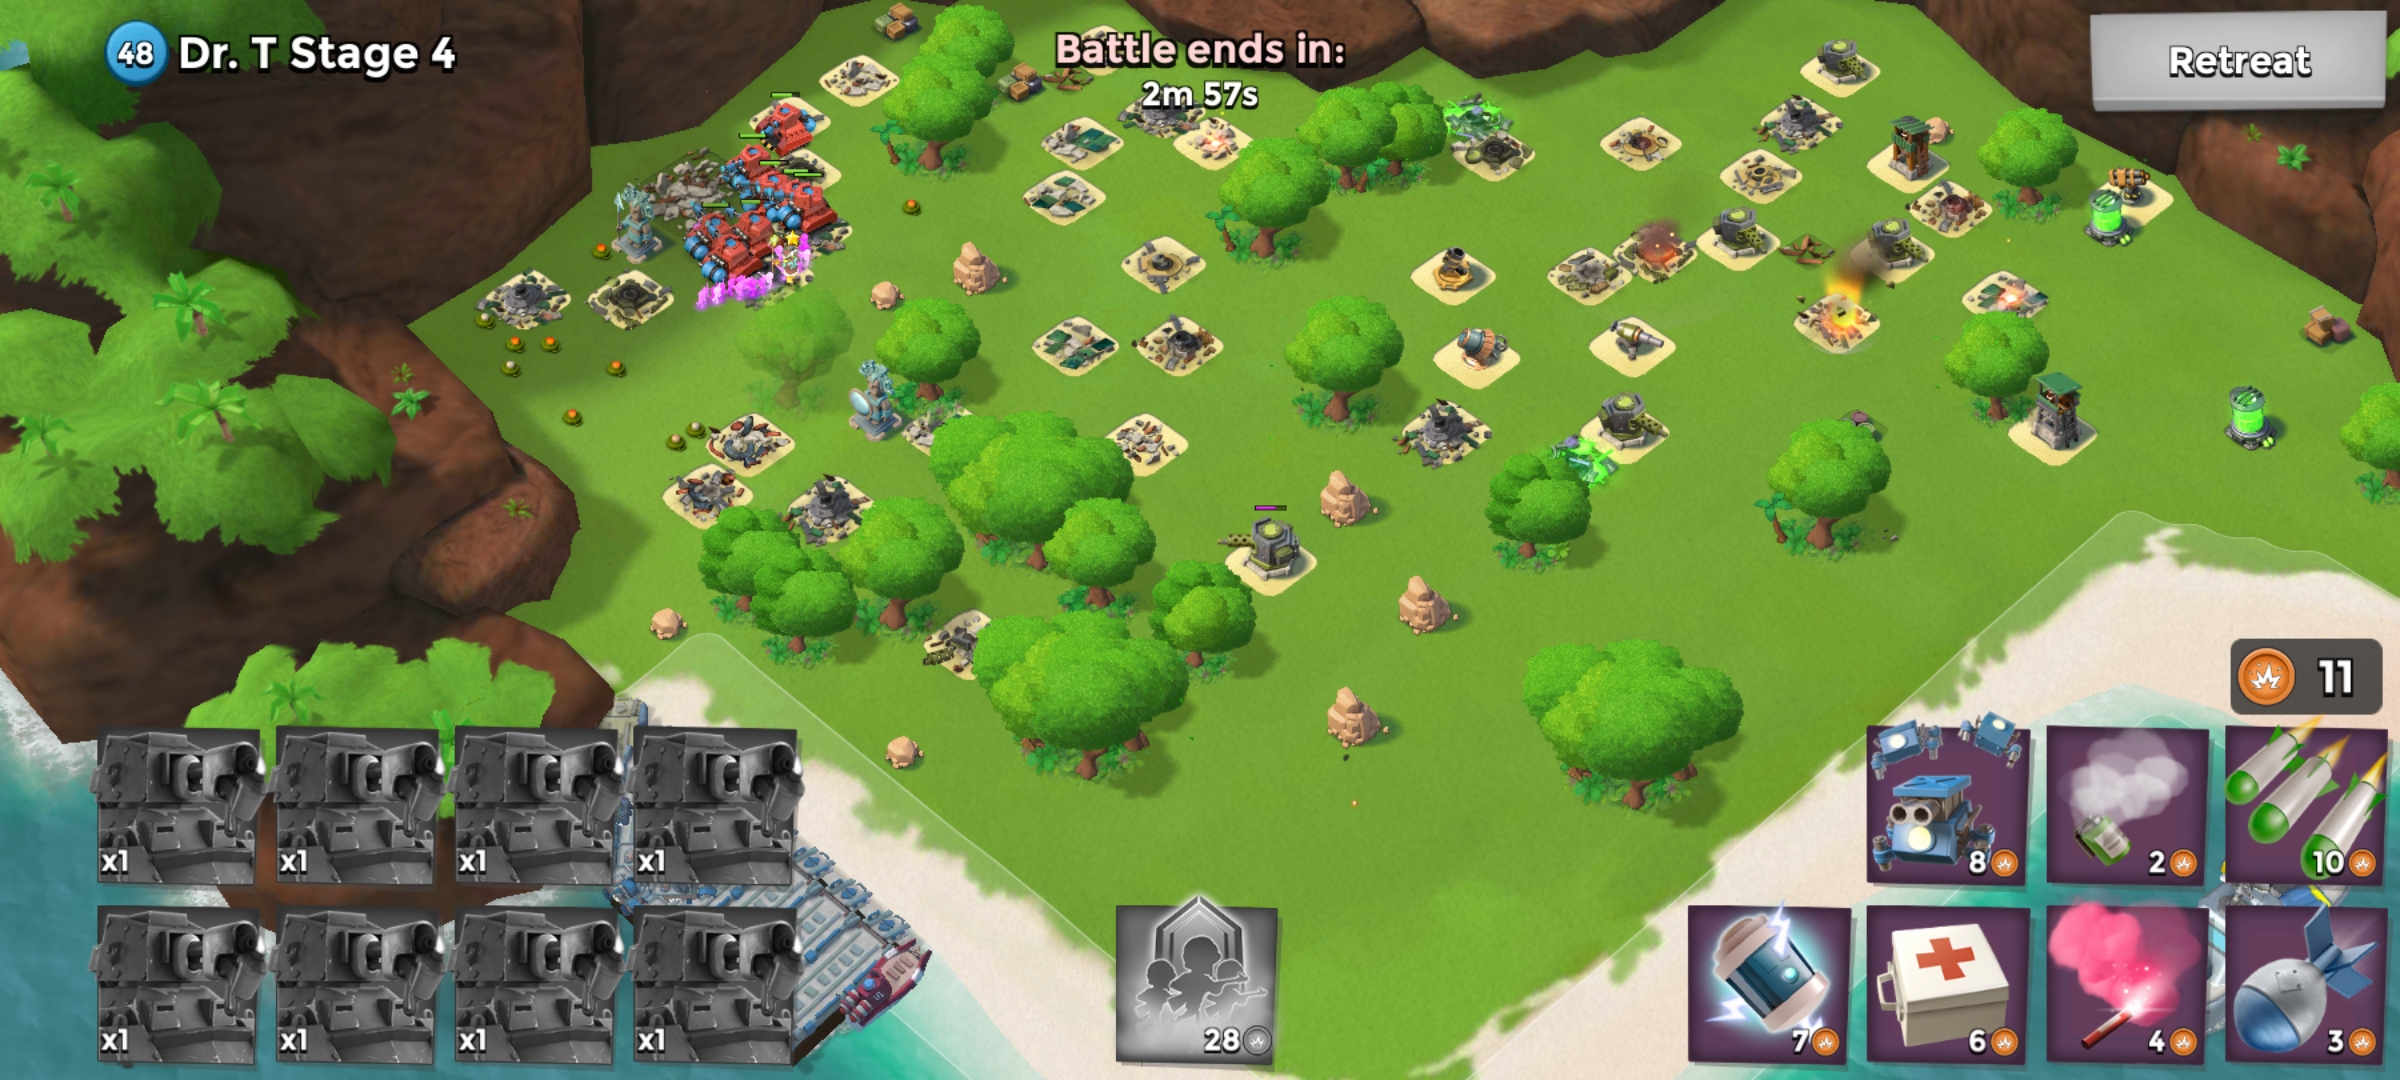 48 Dr. T Stage 4
Battle ends in:
2m 57s
Retreat
11
8
2
10
x1
x1
x1
x1
x1
x1
x1
x1
28
7
6
4
3